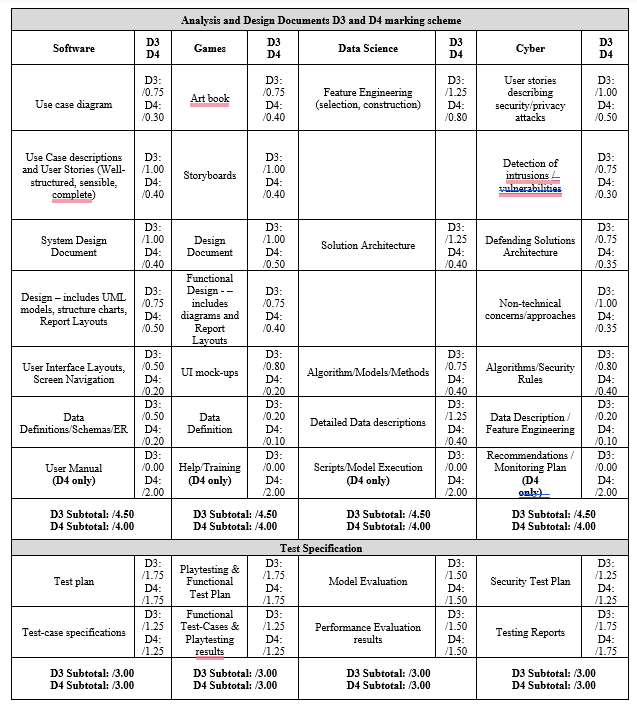 Analysis and Design Documents D3 and D4 marking scheme
Software
D3
D4
Games
D3
D4
Data Science
D3
D4
Cyber
D3
D4
Use case diagram
D3:
/0.75
D4:
/0.30
Art book
D3:
/0.75
D4:
/0.40
Feature Engineering
(selection, construction)
D3:
/1.25
D4:
/0.80
User stories
describing
security/privacy
attacks
D3:
/1.00
D4:
/0.50
Use Case descriptions
and User Stories (Well-
structured, sensible,
complete)
D3:
/1.00
D4:
/0.40
Storyboards
D3:
/1.00
D4:
/0.40
Detection of
intrusions /
vulnerabilities
D3:
/0.75
D4:
/0.30
System Design
Document
D3:
/1.00
D4:
/0.40
Design
Document
D3:
/1.00
D4:
/0.50
Solution Architecture
D3:
/1.25
D4:
/0.40
Defending Solutions
Architecture
D3:
/0.75
D4:
/0.35
Design – includes UML
models, structure charts,
Report Layouts
D3:
/0.75
D4:
/0.50
Functional
Design - –
includes
diagrams and
Report
Layouts
D3:
/0.75
D4:
/0.40
Non-technical
concerns/approaches
D3:
/1.00
D4:
/0.35
User Interface Layouts,
Screen Navigation
D3:
/0.50
D4:
/0.20
UI mock-ups
D3:
/0.80
D4:
/0.20
Algorithm/Models/Methods
D3:
/0.75
D4:
/0.40
Algorithms/Security
Rules
D3:
/0.80
D4:
/0.40
Data
Definitions/Schemas/ER
D3:
/0.50
D4:
/0.20
Data
Definition
D3:
/0.20
D4:
/0.10
Detailed Data descriptions
D3:
/1.25
D4:
/0.40
Data Description /
Feature Engineering
D3:
/0.20
D4:
/0.10
User Manual
(D4 only)
D3:
/0.00
D4:
/2.00
Help/Training
(D4 only)
D3:
/0.00
D4:
/2.00
Scripts/Model Execution
(D4 only)
D3:
/0.00
D4:
/2.00
Recommendations /
Monitoring Plan
(D4
only)
D3:
/0.00
D4:
/2.00
D3 Subtotal: /4.50
D4 Subtotal: /4.00
D3 Subtotal: /4.50
D4 Subtotal: /4.00
D3 Subtotal: /4.50
D4 Subtotal: /4.00
D3 Subtotal: /4.50
D4 Subtotal: /4.00
Test Specification
Test plan
D3:
/1.75
D4:
/1.75
Playtesting &
Functional
Test Plan
D3:
/1.75
D4:
/1.75
Model Evaluation
D3:
/1.50
D4:
/1.50
Security Test Plan
D3:
/1.25
D4:
/1.25
Test-case specifications
D3:
/1.25
D4:
/1.25
Functional
Test-Cases &
Playtesting
results
D3:
/1.25
D4:
/1.25
Performance Evaluation
results
D3:
/1.50
D4:
/1.50
Testing Reports
D3:
/1.75
D4:
/1.75
D3 Subtotal: /3.00
D4 Subtotal: /3.00
D3 Subtotal: /3.00
D4 Subtotal: /3.00
D3 Subtotal: /3.00
D4 Subtotal: /3.00
D3 Subtotal: /3.00
D4 Subtotal: /3.00